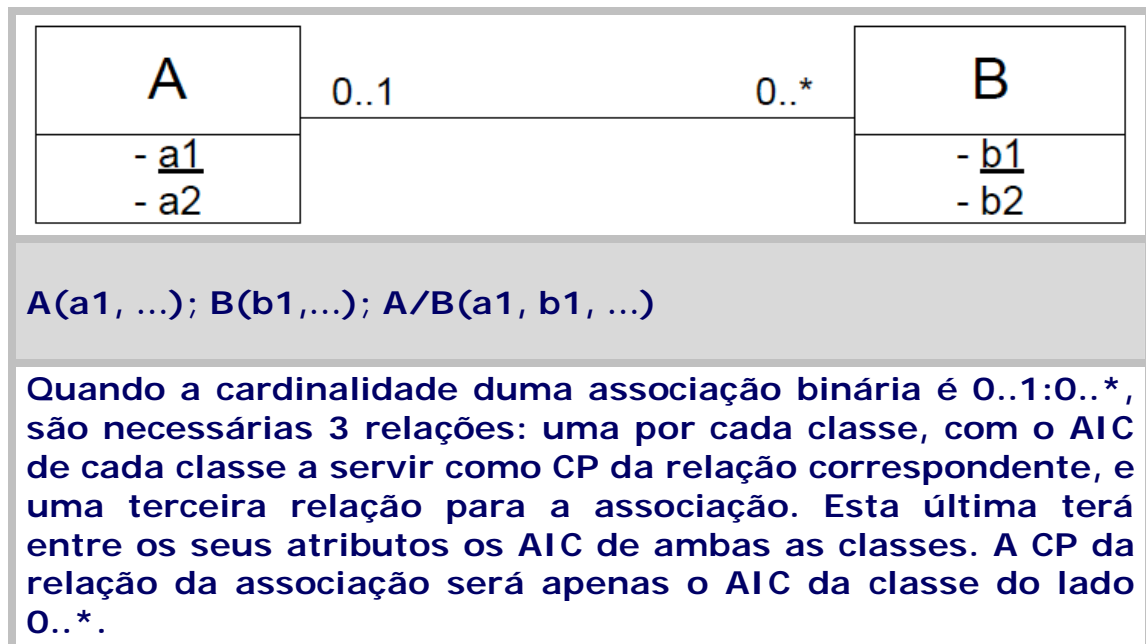 A
0..1
0..*
B
- a1
- a2
- b1
- b2
A(a1, ...); B(b1,...); A/B(a1, b1, ...)
Quando a cardinalidade duma associação binária é 0..1:0..*,
são necessárias 3 relações: uma por cada classe, com o AIC
de cada classe a servir como CP da relação correspondente, e
uma terceira relação para a associação. Esta última terá
entre os seus atributos os AIC de ambas as classes. A CP da
relação da associação será apenas o AIC da classe do lado
0..*.